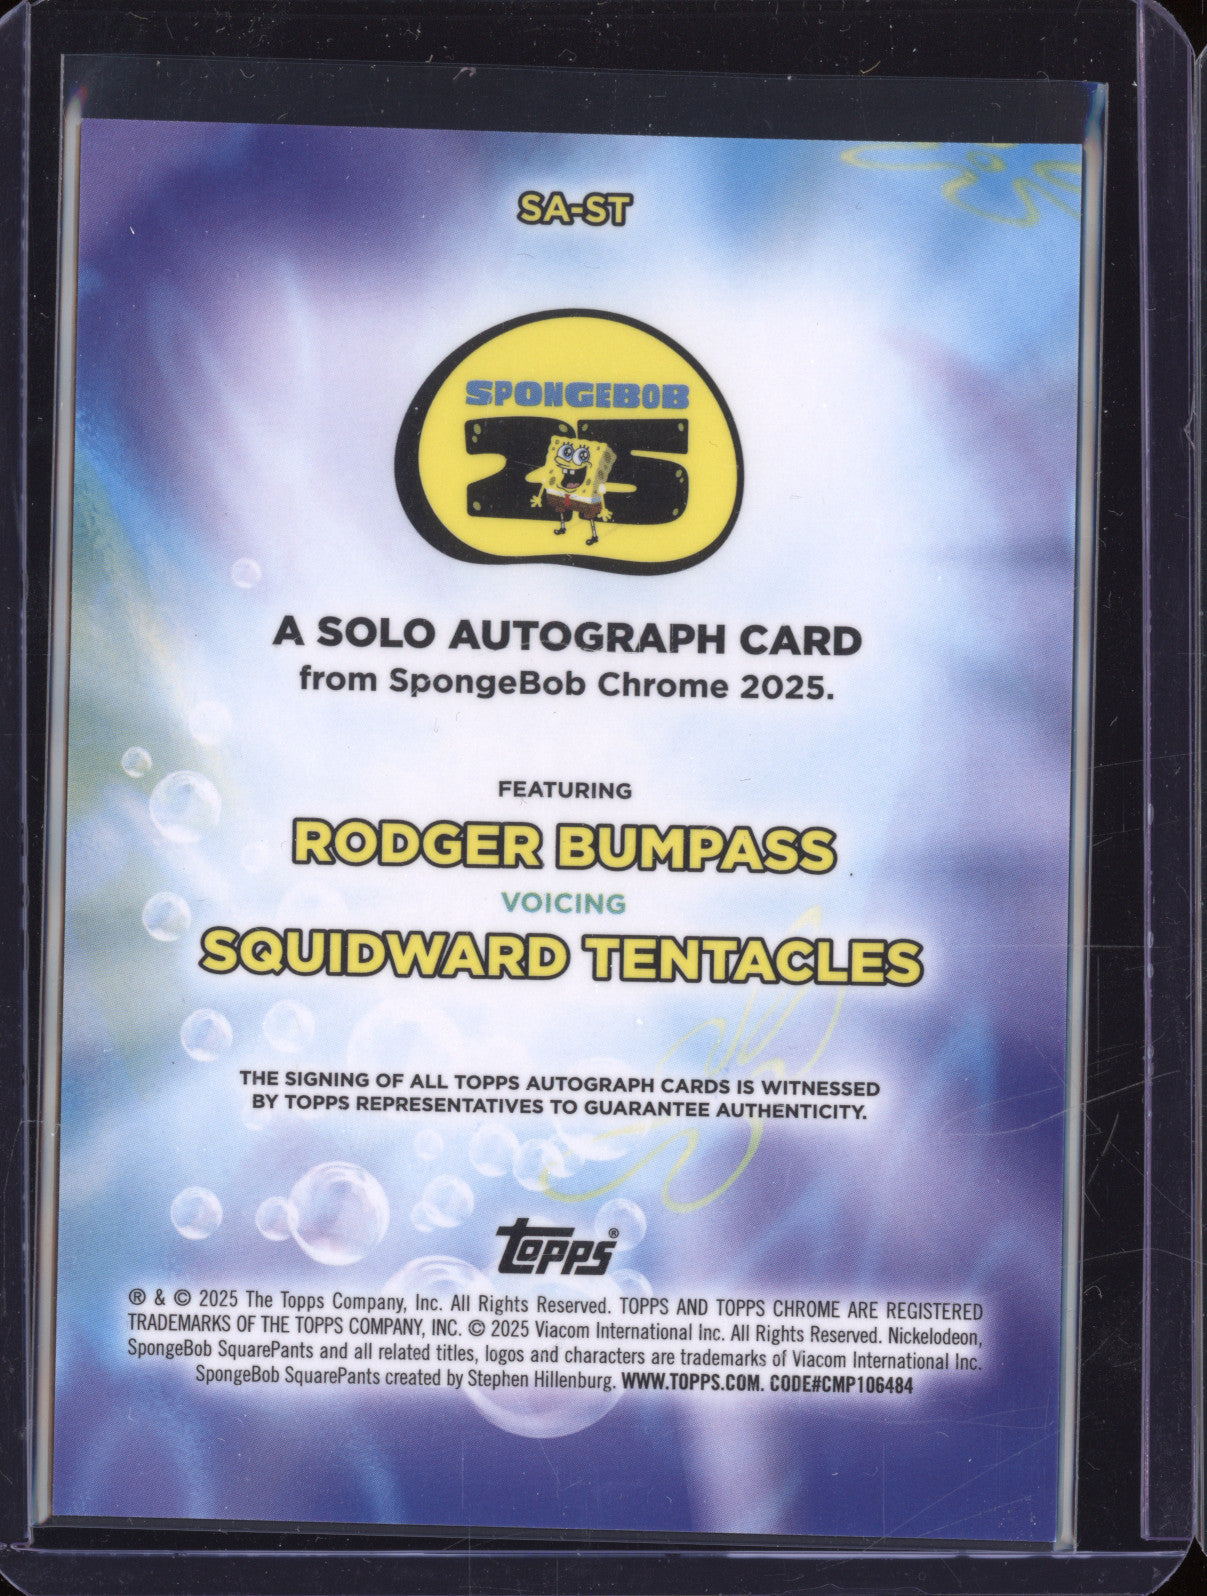 SA-ST
SPONGEBOB
25
A SOLO AUTOGRAPH CARD
from SpongeBob Chrome 2025.
FEATURING
RODGER BUMPASS
VOICING
SQUIDWARD TENTACLES
THE SIGNING OF ALL TOPPS AUTOGRAPH CARDS IS WITNESSED
BY TOPPS REPRESENTATIVES TO GUARANTEE AUTHENTICITY.
topps®
® & © 2025 The Topps Company, Inc. All Rights Reserved. TOPPS AND TOPPS CHROME ARE REGISTERED
TRADEMARKS OF THE TOPPS COMPANY, INC. © 2025 Viacom International Inc. All Rights Reserved. Nickelodeon,
SpongeBob SquarePants and all related titles, logos and characters are trademarks of Viacom International Inc.
SpongeBob SquarePants created by Stephen Hillenburg. WWW.TOPPS.COM. CODE#CMP106484